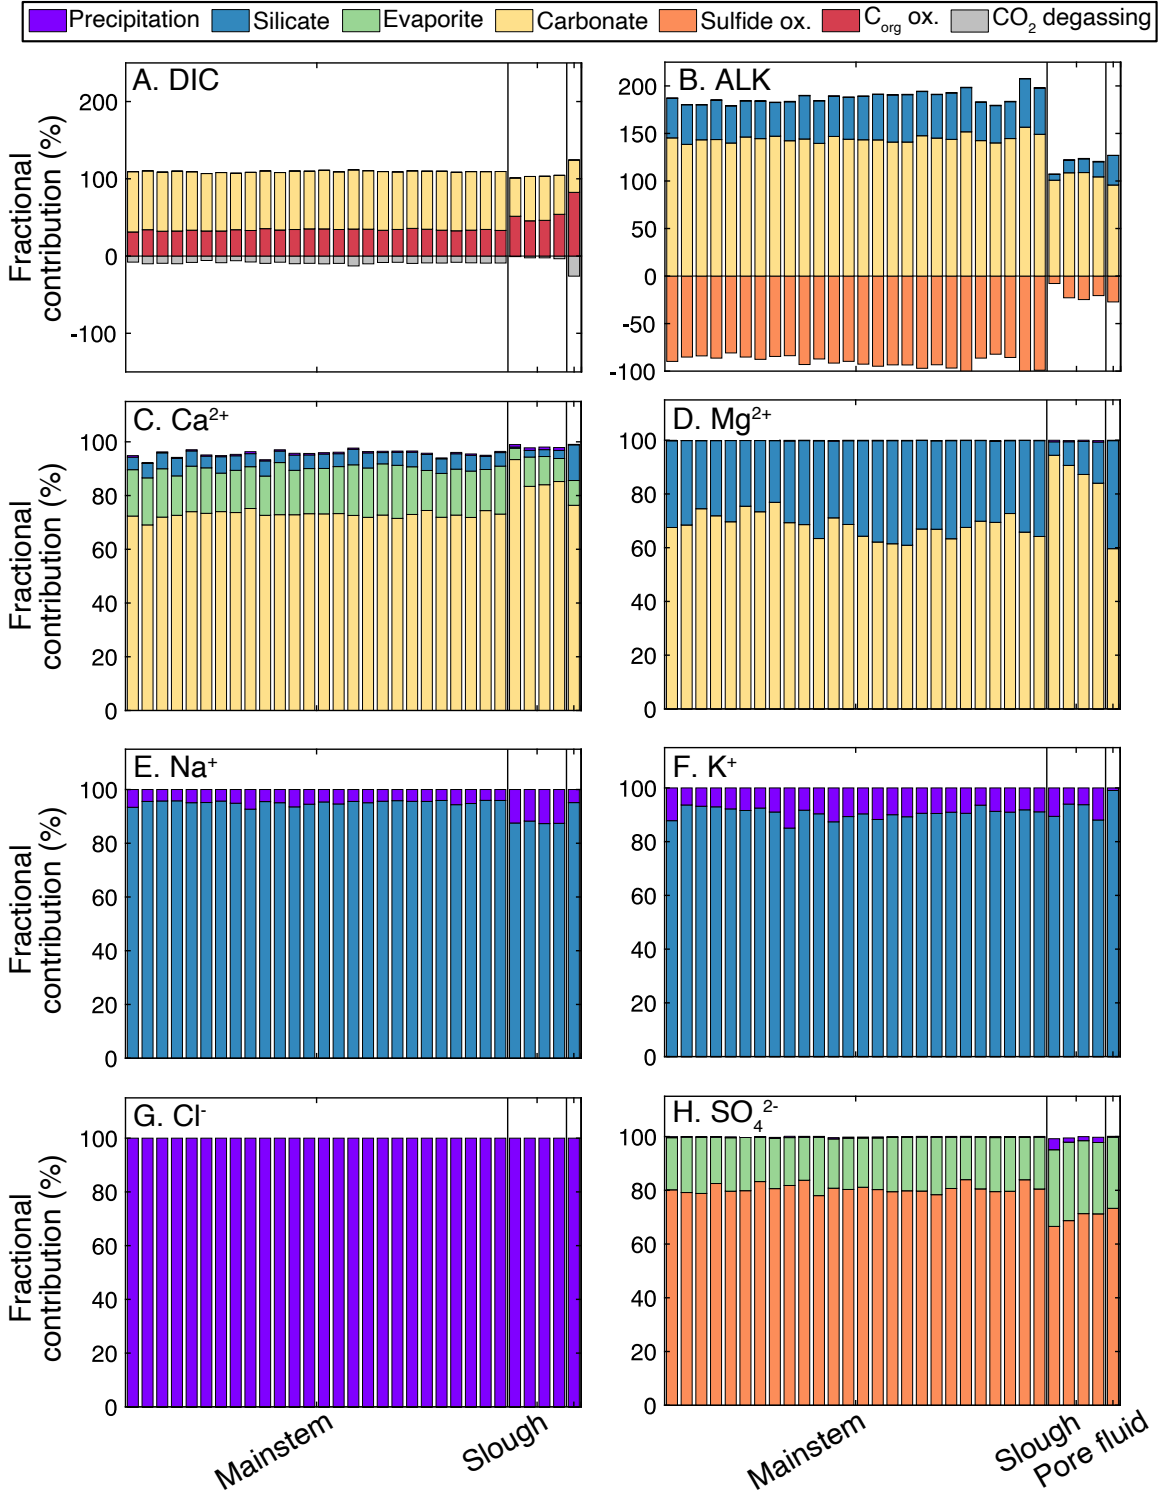 Precipitation Silicate Evaporite Carbonate Sulfide ox. C_org ox. CO₂ degassing
A. DIC
Fractional
contribution (%)
200
100
0
-100
B. ALK
200
150
100
50
0
-50
-100
C. Ca²⁺
Fractional
contribution (%)
100
80
60
40
20
0
D. Mg²⁺
100
80
60
40
20
0
E. Na⁺
Fractional
contribution (%)
100
80
60
40
20
0
F. K⁺
100
80
60
40
20
0
G. Cl⁻
Fractional
contribution (%)
100
80
60
40
20
0
Mainstem
Slough
H. SO₄²⁻
100
80
60
40
20
0
Mainstem
Slough
Pore fluid